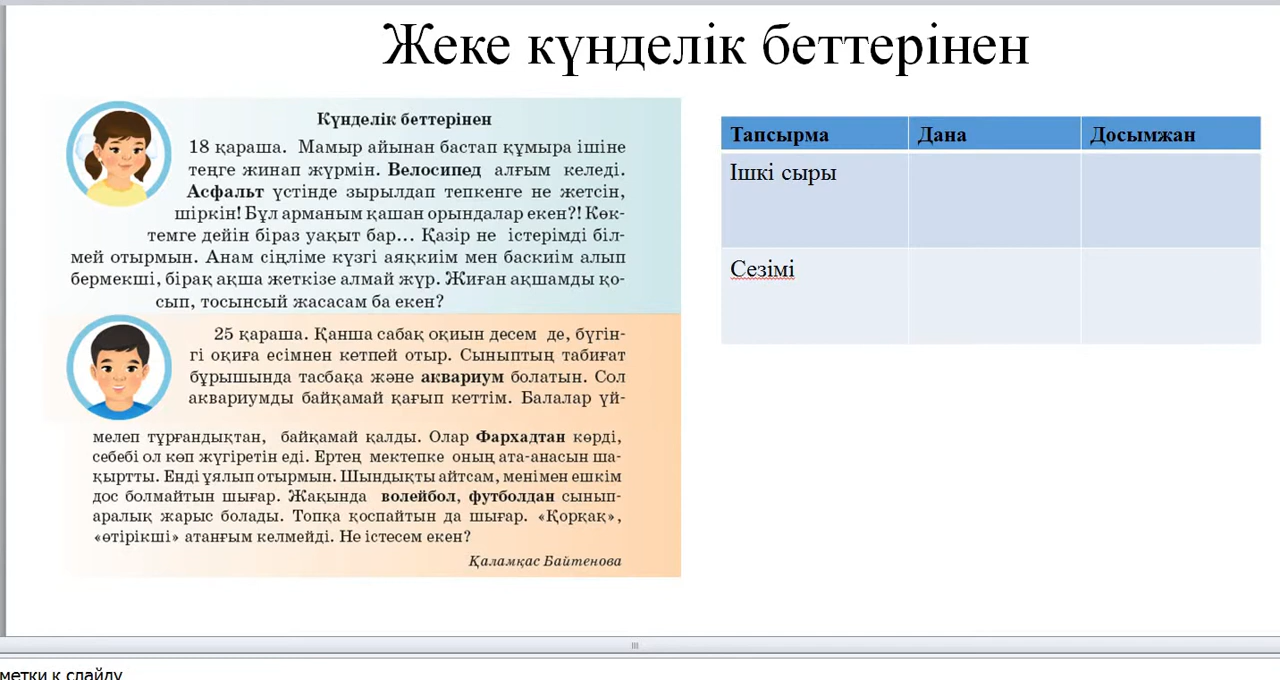 Жеке күнделік беттерінен
Күнделік беттерінен
18 қараша. Мамыр айынан бастап құмыра ішіне
теңге жинап жүрмін. Велосипед алғым келеді.
Асфальт үстінде зырылдап тепкенге не жетсін,
шіркін! Бұл арманым қашан орындалар екен?! Көк-
темге дейін біраз уақыт бар... Қазір не істерімді біл-
мей отырмын. Анам сіңліме күзгі аяқкиім мен баскиім алып
бермекші, бірақ ақша жеткізе алмай жүр. Жиған ақшамды қо-
сып, тосынсый жасасам ба екен?
25 қараша. Қанша сабақ оқиын десем де, бүгін-
гі оқиға есімнен кетпей отыр. Сыныптың табиғат
бұрышында тасбақа және аквариум болатын. Сол
аквариумды байқамай қағып кеттім. Балалар үй-
мелеп тұрғандықтан, байқамай қалды. Олар Фархадтан көрді,
себебі ол көп жүгіретін еді. Ертең мектепке оның ата-анасын ша-
қыртты. Енді ұялып отырмын. Шындықты айтсам, менімен ешкім
дос болмайтын шығар. Жақында волейбол, футболдан сынып-
аралық жарыс болады. Топқа қоспайтын да шығар. «Қорқақ»,
«өтірікші» атанғым келмейді. Не істесем екен?
Қаламқас Байтенова
Тапсырма Дана Досымжан
Ішкі сыры
Сезімі
метки к слайду